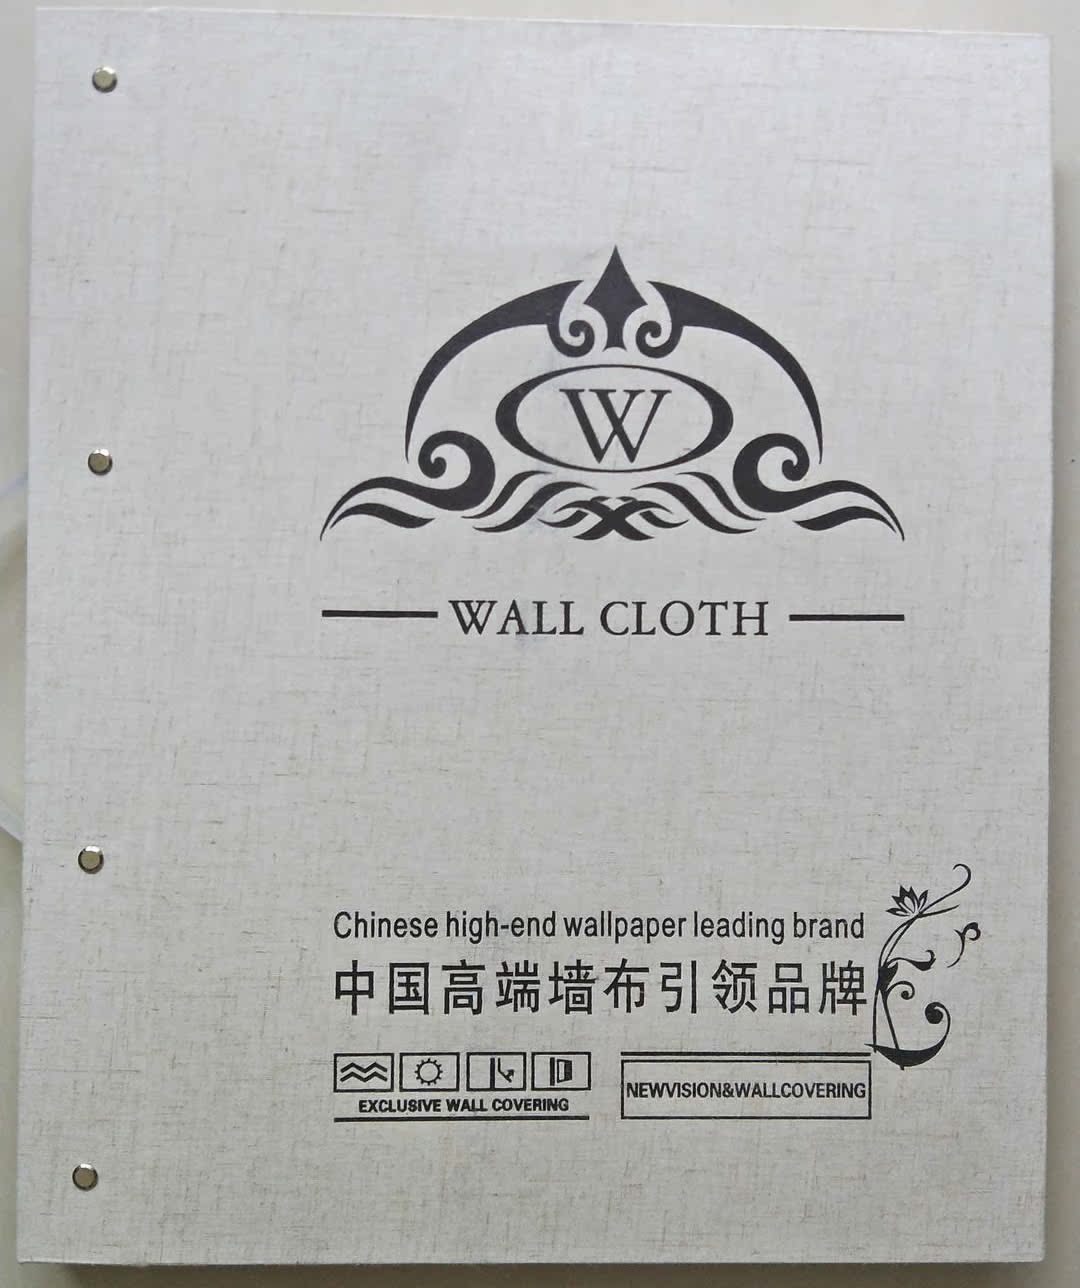 W
WALL CLOTH
Chinese high-end wallpaper leading brand
中国高端墙布引领品牌
EXCLUSIVE WALL COVERING
NEWVISION&WALLCOVERING